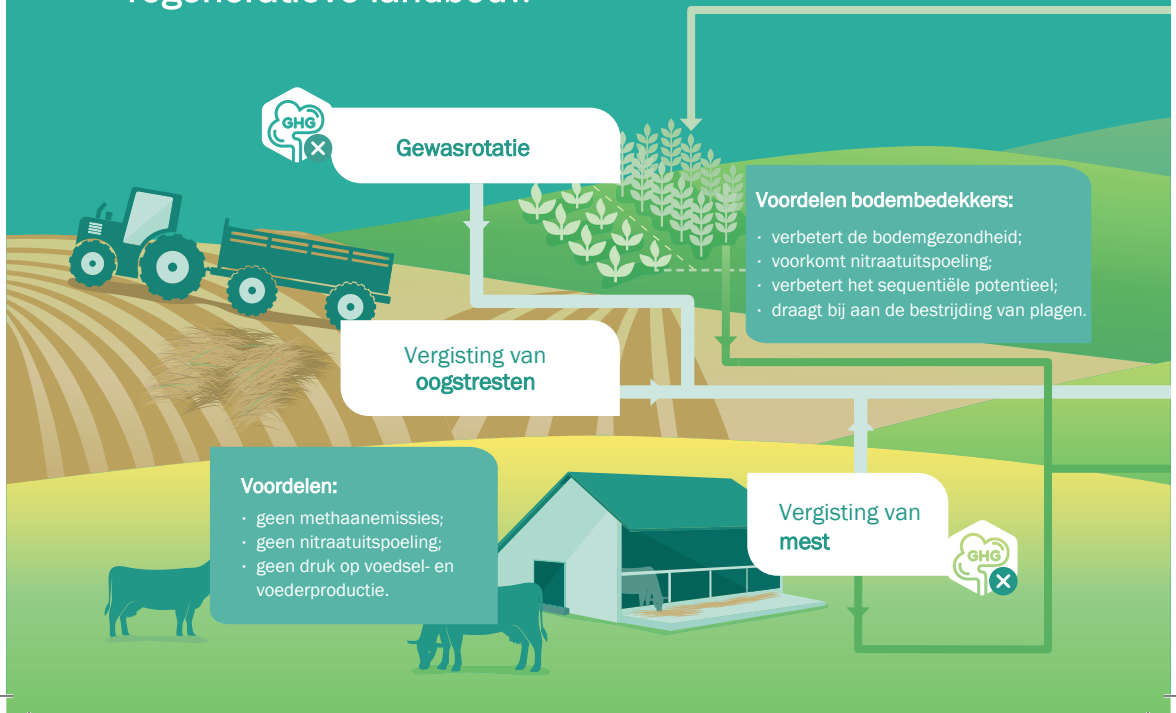 regeneratieve landbouw
GHG
Gewasrotatie
Voordelen bodembedekkers:
· verbetert de bodemgezondheid;
· voorkomt nitraatuitspoeling;
· verbetert het sequentiële potentieel;
· draagt bij aan de bestrijding van plagen.
Vergisting van
oogstresten
Voordelen:
· geen methaanemissies;
· geen nitraatuitspoeling;
· geen druk op voedsel- en
voederproductie.
Vergisting van
mest
GHG